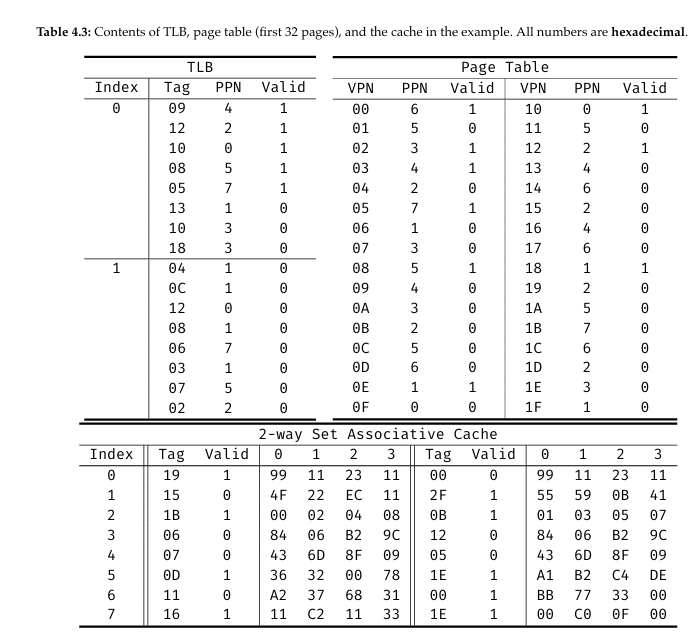 Table 4.3: Contents of TLB, page table (first 32 pages), and the cache in the example. All numbers are hexadecimal.
TLB
Index Tag PPN Valid
0 09 4 1
12 2 1
10 0 1
08 5 1
05 7 1
13 1 0
10 3 0
18 3 0
1 04 1 0
0C 1 0
12 0 0
08 1 0
06 7 0
03 1 0
07 5 0
02 2 0
Page Table
VPN PPN Valid VPN PPN Valid
00 6 1 10 0 1
01 5 0 11 5 0
02 3 1 12 2 1
03 4 1 13 4 0
04 2 0 14 6 0
05 7 1 15 2 0
06 1 0 16 4 0
07 3 0 17 6 0
08 5 1 18 1 1
09 4 0 19 2 0
0A 3 0 1A 5 0
0B 2 0 1B 7 0
0C 5 0 1C 6 0
0D 6 0 1D 2 0
0E 1 1 1E 3 0
0F 0 0 1F 1 0
2-way Set Associative Cache
Index Tag Valid 0 1 2 3 Tag Valid 0 1 2 3
0 19 1 99 11 23 11 00 0 99 11 23 11
1 15 0 4F 22 EC 11 2F 1 55 59 0B 41
2 1B 1 00 02 04 08 0B 1 01 03 05 07
3 06 0 84 06 B2 9C 12 0 84 06 B2 9C
4 07 0 43 6D 8F 09 05 0 43 6D 8F 09
5 0D 1 36 32 00 78 1E 1 A1 B2 C4 DE
6 11 0 A2 37 68 31 00 1 BB 77 33 00
7 16 1 11 C2 11 33 1E 1 00 C0 0F 00